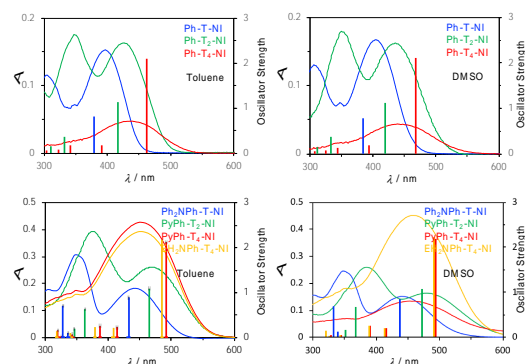 0.2
0.1
0
A
3
2
1
0
Oscillator Strength
Ph-T-NI
Ph-T₂-NI
Ph-T₄-NI
Toluene
300 400 500 600
λ / nm
0.2
0.1
0
A
3
2
1
0
Oscillator Strength
Ph-T-NI
Ph-T₂-NI
Ph-T₄-NI
DMSO
300 400 500 600
λ / nm
0.5
0.4
0.3
0.2
0.1
0
A
3
2
1
0
Oscillator Strength
Ph₂NPh-T-NI
PyPh-T₂-NI
PyPh-T₄-NI
H₂NPh-T₄-NI
Toluene
300 400 500 600
λ / nm
0.5
0.4
0.3
0.2
0.1
0
A
3
2
1
0
Oscillator Strength
Ph₂NPh-T-NI
PyPh-T₂-NI
PyPh-T₄-NI
NPh-T₄-NI
DMSO
300 400 500 600
λ / nm